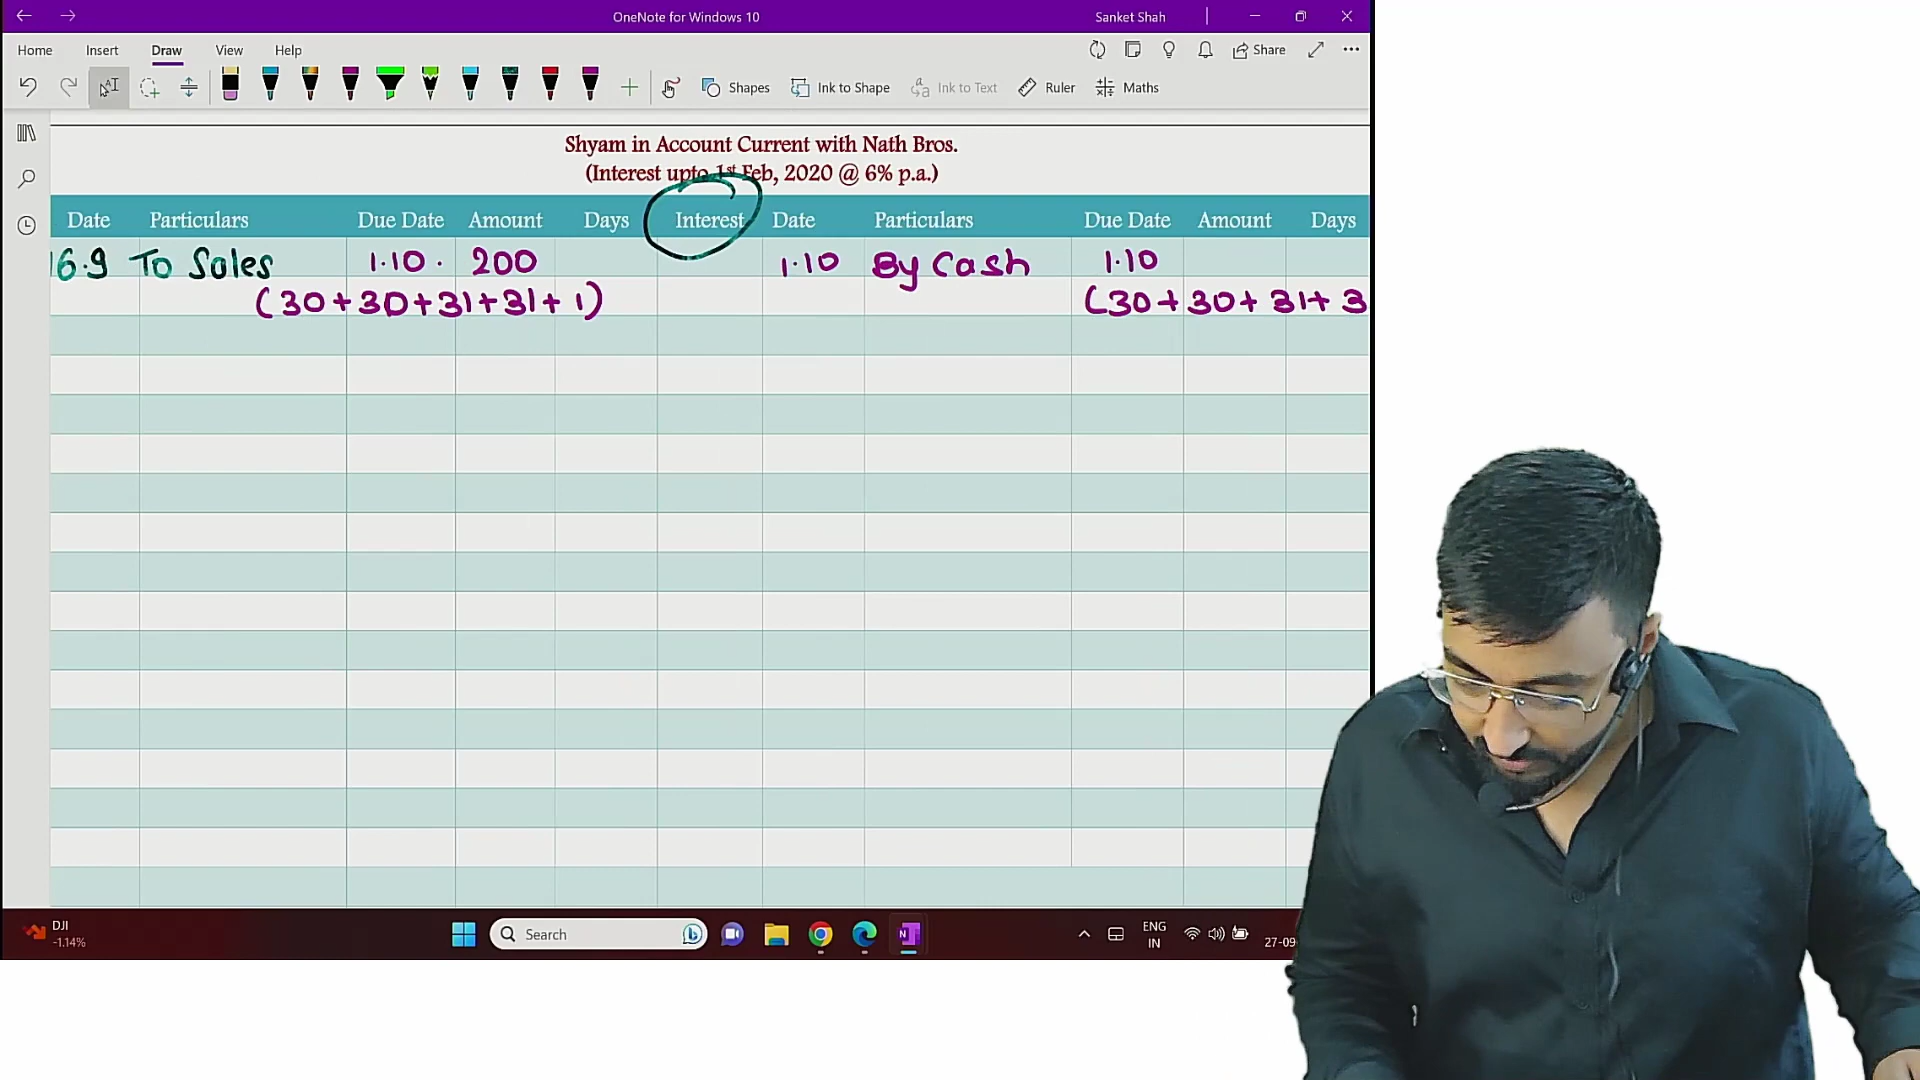 OneNote for Windows 10
Sanket Shah
Home Insert Draw View Help
Share
Shapes Ink to Shape Ink to Text Ruler Maths
Shyam in Account Current with Nath Bros.
(Interest upto 1st Feb, 2020 @ 6% p.a.)
Date Particulars Due Date Amount Days Interest Date Particulars Due Date Amount Days
16.9 To Sales 1.10. 200 1.10 By Cash 1.10
(30+30+31+31+1) (30+30+31+3
DJI
-1.14%
Search
ENG
IN
27-09